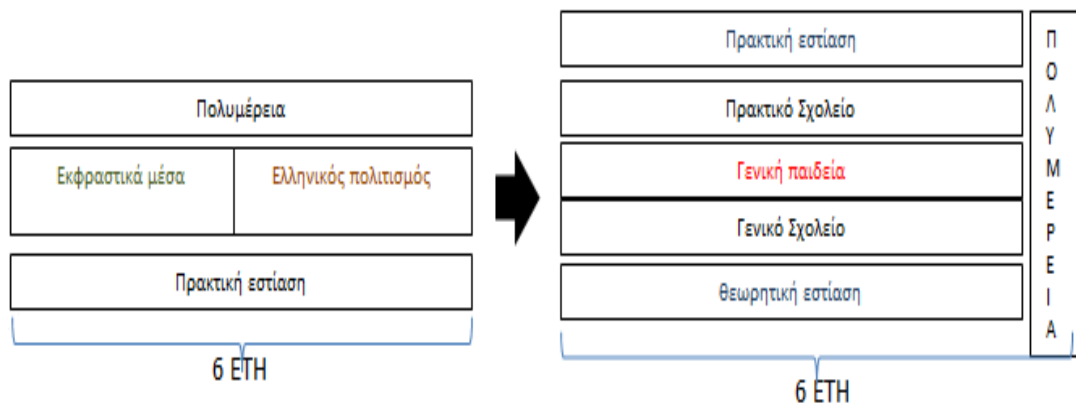 Πολυμέρεια
Εκφραστικά μέσα
Ελληνικός πολιτισμός
Πρακτική εστίαση
6 ΕΤΗ
Πρακτική εστίαση
Πρακτικό Σχολείο
Γενική παιδεία
Γενικό Σχολείο
θεωρητική εστίαση
Π
Ο
Λ
Υ
Μ
Ε
Ρ
Ε
Ι
Α
6 ΕΤΗ